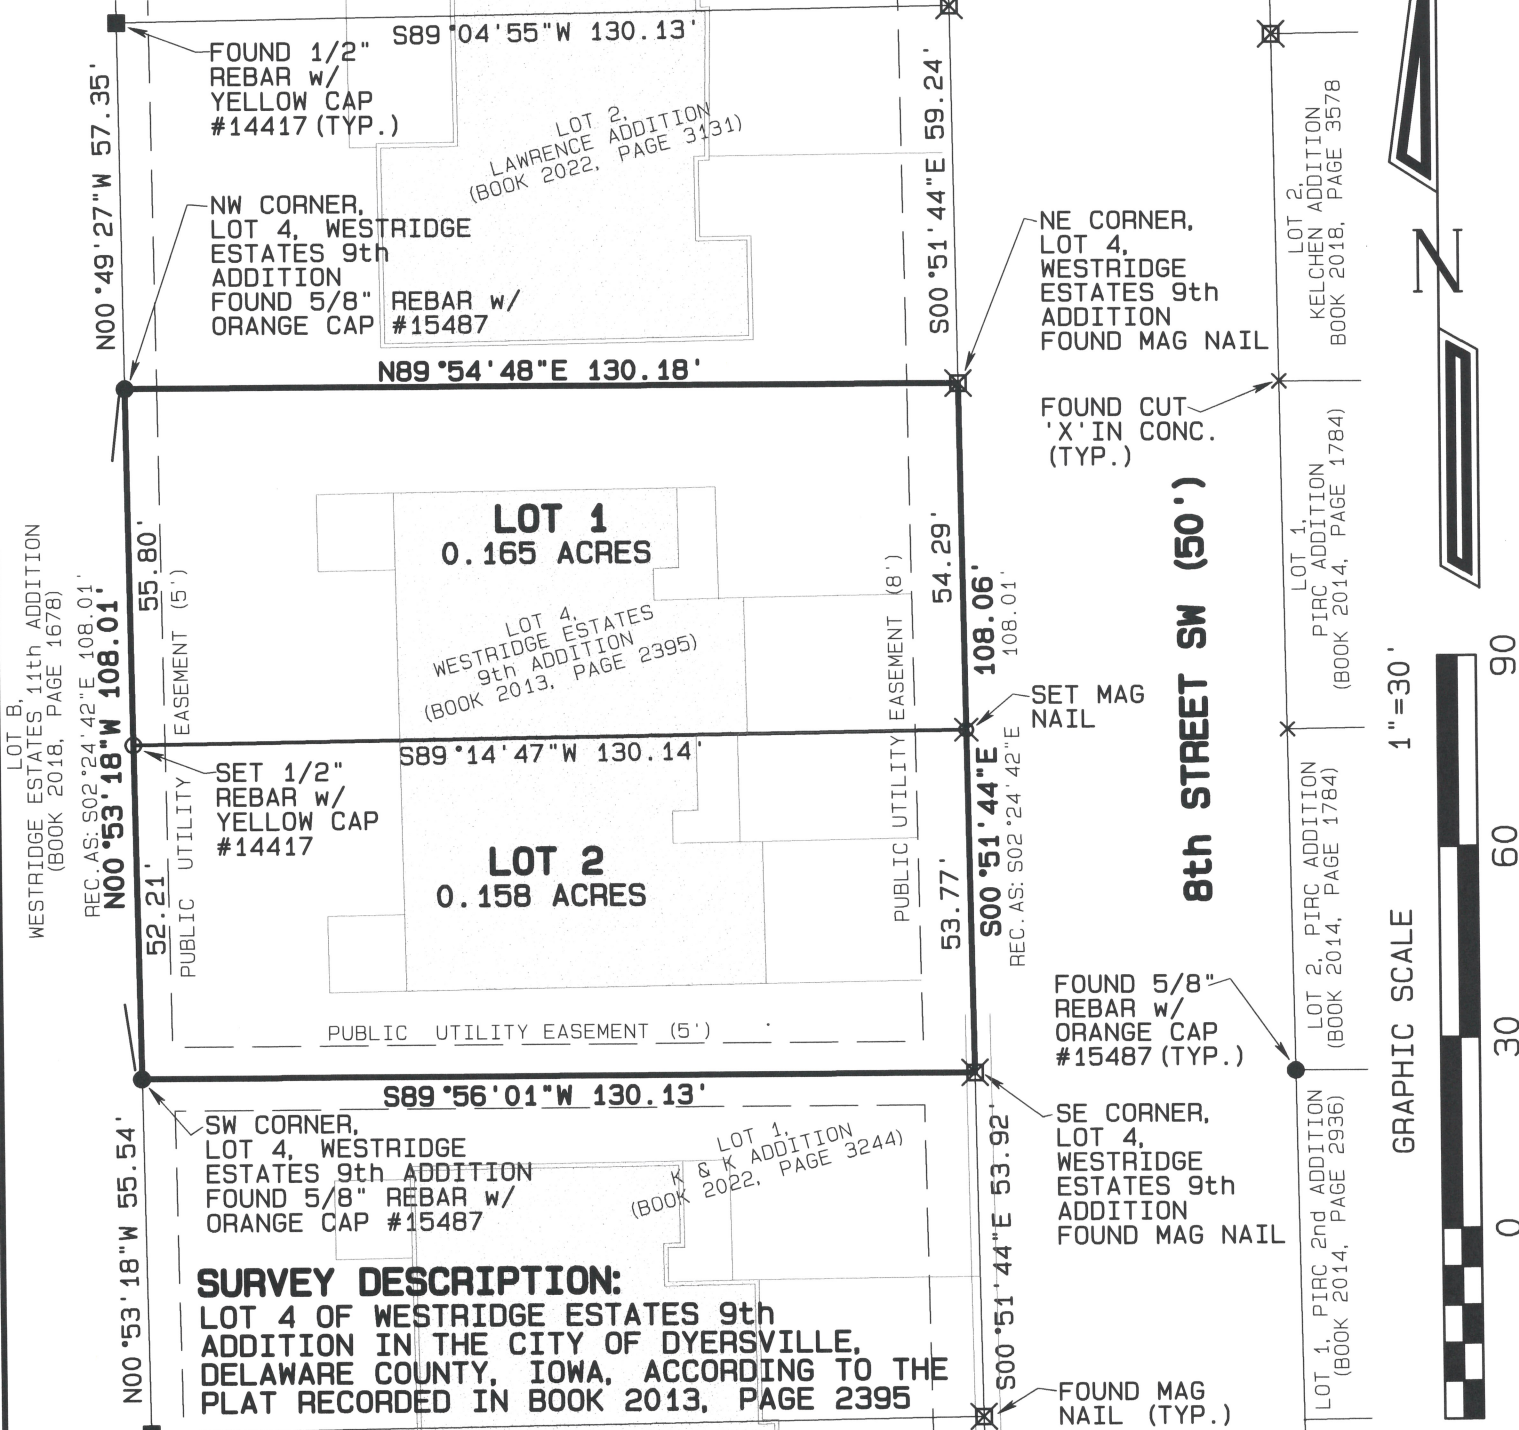 S89°04'55"W 130.13'
FOUND 1/2"
REBAR w/
YELLOW CAP
#14417(TYP.)
N00°49'27"W 57.35'
S00°51'44"E 59.24'
LOT 2,
LAWRENCE ADDITION
(BOOK 2022, PAGE 3131)
LOT 2,
KELCHEN ADDITION
BOOK 2018, PAGE 3578
N
NW CORNER,
LOT 4, WESTRIDGE
ESTATES 9th
ADDITION
FOUND 5/8" REBAR w/
ORANGE CAP #15487
NE CORNER,
LOT 4,
WESTRIDGE
ESTATES 9th
ADDITION
FOUND MAG NAIL
N89°54'48"E 130.18'
FOUND CUT
'X'IN CONC.
(TYP.)
LOT 1
0.165 ACRES
LOT 4,
WESTRIDGE ESTATES
9th ADDITION
(BOOK 2013, PAGE 2395)
55.80'
54.29'
PUBLIC UTILITY EASEMENT (5')
PUBLIC UTILITY EASEMENT (8')
LOT B,
WESTRIDGE ESTATES 11th ADDITION
(BOOK 2018, PAGE 1678)
REC.AS: S02°24'42"E 108.01'
N00°53'18"W 108.01'
108.06'
108.01'
S00°51'44"E
REC.AS: S02°24'42"E
8th STREET SW (50')
LOT 1,
PIRC ADDITION
(BOOK 2014, PAGE 1784)
SET MAG
NAIL
S89°14'47"W 130.14'
SET 1/2"
REBAR w/
YELLOW CAP
#14417
LOT 2
0.158 ACRES
52.21'
53.77'
LOT 2, PIRC ADDITION
(BOOK 2014, PAGE 1784)
1"=30'
GRAPHIC SCALE
90
60
30
0
PUBLIC UTILITY EASEMENT (5')
FOUND 5/8"
REBAR w/
ORANGE CAP
#15487(TYP.)
S89°56'01"W 130.13'
SW CORNER,
LOT 4, WESTRIDGE
ESTATES 9th ADDITION
FOUND 5/8" REBAR w/
ORANGE CAP #15487
LOT 1,
K & K ADDITION
(BOOK 2022, PAGE 3244)
SE CORNER,
LOT 4,
WESTRIDGE
ESTATES 9th
ADDITION
FOUND MAG NAIL
N00°53'18"W 55.54'
S00°51'44"E 53.92'
LOT 1, PIRC 2nd ADDITION
(BOOK 2014, PAGE 2936)
SURVEY DESCRIPTION:
LOT 4 OF WESTRIDGE ESTATES 9th
ADDITION IN THE CITY OF DYERSVILLE,
DELAWARE COUNTY, IOWA, ACCORDING TO THE
PLAT RECORDED IN BOOK 2013, PAGE 2395
FOUND MAG
NAIL (TYP.)